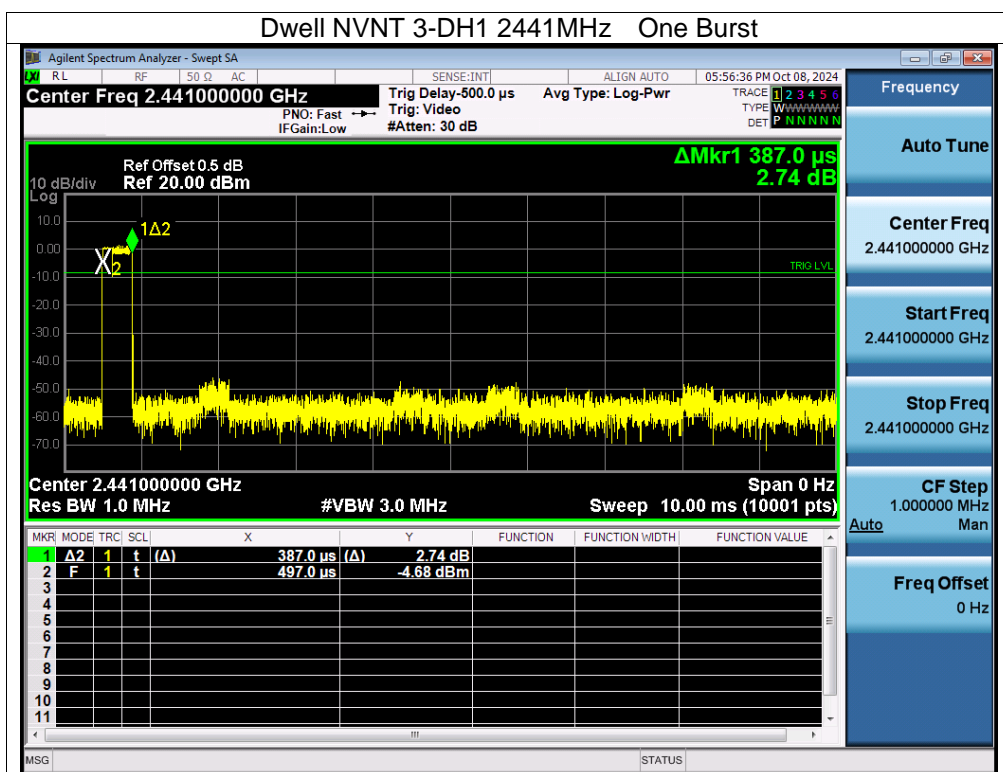 Dwell NVNT 3-DH1 2441MHz One Burst
Agilent Spectrum Analyzer - Swept SA
LXI RL RF 50 Ω AC SENSE:INT ALIGN AUTO 05:56:36 PM Oct 08, 2024
Center Freq 2.441000000 GHz
PNO: Fast
IFGain:Low
Trig Delay-500.0 µs
Trig: Video
#Atten: 30 dB
Avg Type: Log-Pwr
TRACE 1 2 3 4 5 6
TYPE WWWWWWW
DET P N N N N N
Ref Offset 0.5 dB
Ref 20.00 dBm
10 dB/div
Log
ΔMkr1 387.0 µs
2.74 dB
10.0
0.00
-10.0
-20.0
-30.0
-40.0
-50.0
-60.0
-70.0
1Δ2
X2
TRIG LVL
Center 2.441000000 GHz Span 0 Hz
Res BW 1.0 MHz #VBW 3.0 MHz Sweep 10.00 ms (10001 pts)
MKR MODE TRC SCL X Y FUNCTION FUNCTION WIDTH FUNCTION VALUE
1 Δ2 1 t (Δ) 387.0 µs (Δ) 2.74 dB
2 F 1 t 497.0 µs -4.68 dBm
3
4
5
6
7
8
9
10
11
MSG STATUS
Frequency
Auto Tune
Center Freq
2.441000000 GHz
Start Freq
2.441000000 GHz
Stop Freq
2.441000000 GHz
CF Step
1.000000 MHz
Auto Man
Freq Offset
0 Hz